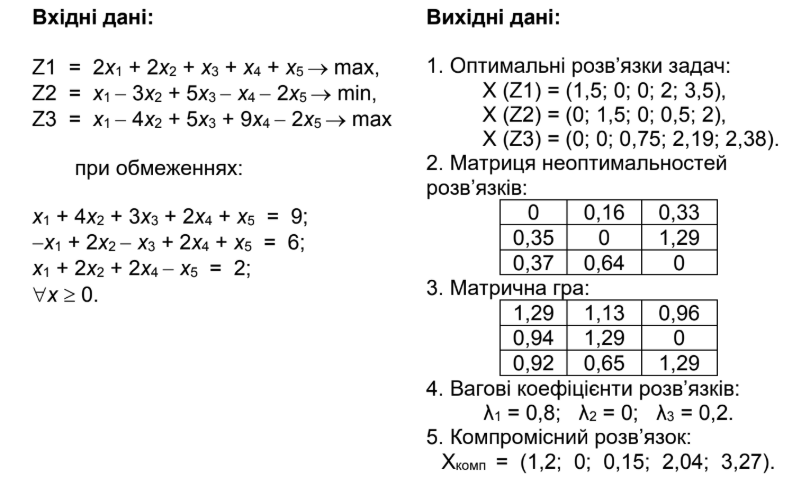 Вхідні дані:
Z1 = 2x₁ + 2x₂ + x₃ + x₄ + x₅ → max,
Z2 = x₁ – 3x₂ + 5x₃ – x₄ – 2x₅ → min,
Z3 = x₁ – 4x₂ + 5x₃ + 9x₄ – 2x₅ → max
при обмеженнях:
x₁ + 4x₂ + 3x₃ + 2x₄ + x₅ = 9;
–x₁ + 2x₂ – x₃ + 2x₄ + x₅ = 6;
x₁ + 2x₂ + 2x₄ – x₅ = 2;
∀x ≥ 0.
Вихідні дані:
1. Оптимальні розв’язки задач:
X (Z1) = (1,5; 0; 0; 2; 3,5),
X (Z2) = (0; 1,5; 0; 0,5; 2),
X (Z3) = (0; 0; 0,75; 2,19; 2,38).
2. Матриця неоптимальностей
розв’язків:
0 0,16 0,33
0,35 0 1,29
0,37 0,64 0
3. Матрична гра:
1,29 1,13 0,96
0,94 1,29 0
0,92 0,65 1,29
4. Вагові коефіцієнти розв’язків:
λ₁ = 0,8; λ₂ = 0; λ₃ = 0,2.
5. Компромісний розв’язок:
Xкомп = (1,2; 0; 0,15; 2,04; 3,27).